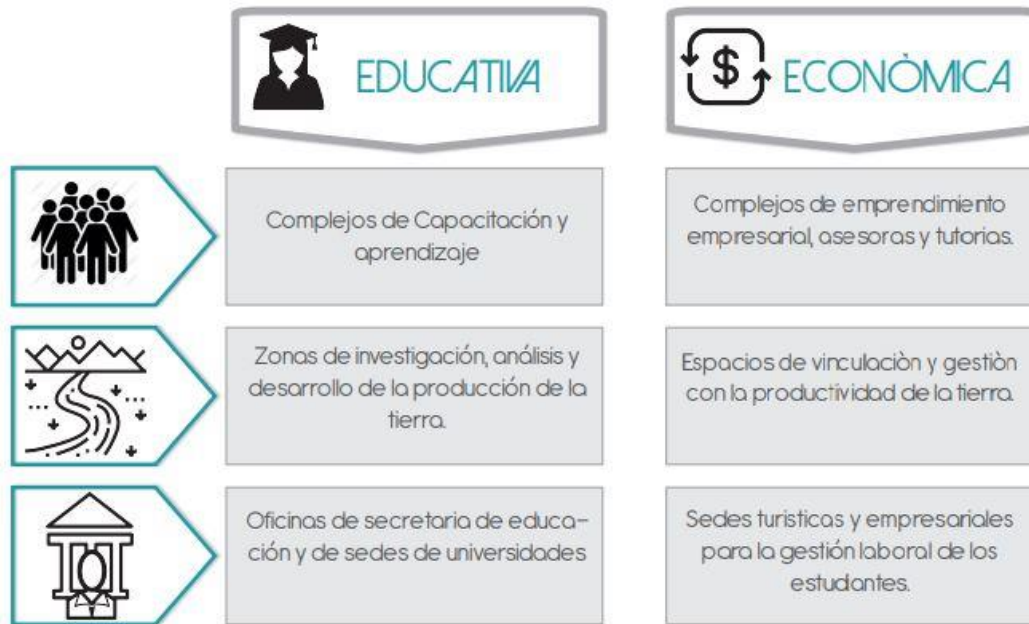 EDUCATIVA
$ ECONÒMICA
Complejos de Capacitación y
aprendizaje
Complejos de emprendimiento
empresarial, asesoras y tutorias.
Zonas de investigación, análisis y
desarrollo de la producción de la
tierra.
Espacios de vinculaciòn y gestiòn
con la productividad de la tierra.
Oficinas de secretaria de educa-
ción y de sedes de universidades
Sedes turisticas y empresariales
para la gestión laboral de los
estudiantes.